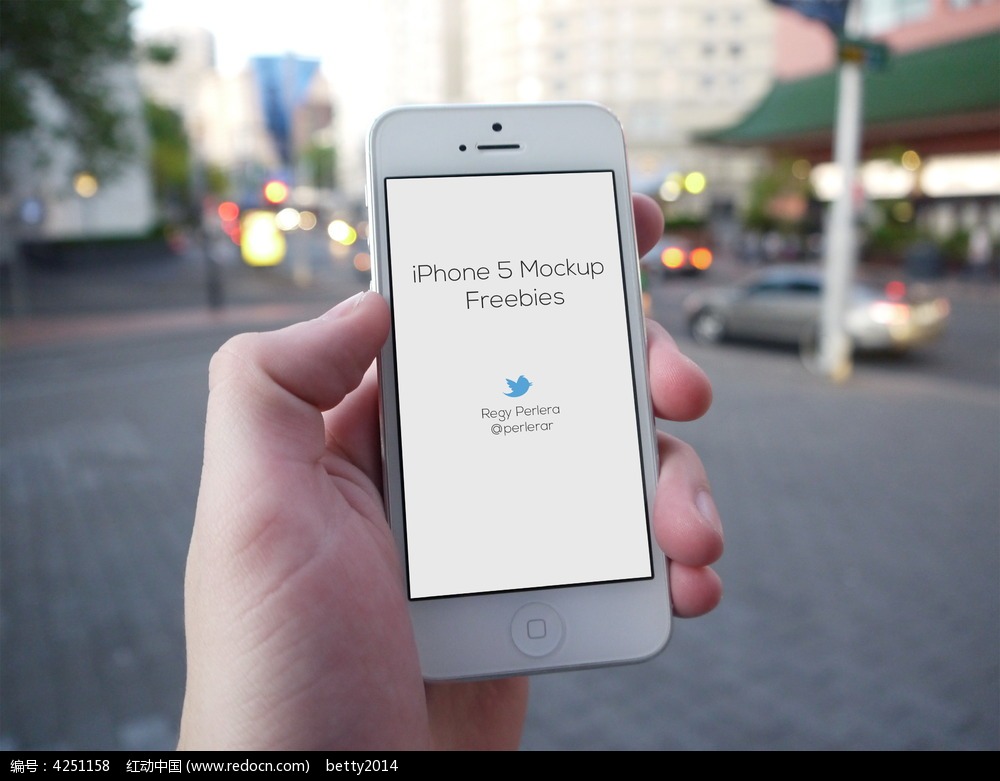 iPhone 5 Mockup
Freebies
Regy Perlera
@perlerar
编号：4251158 红动中国 (www.redocn.com) betty2014